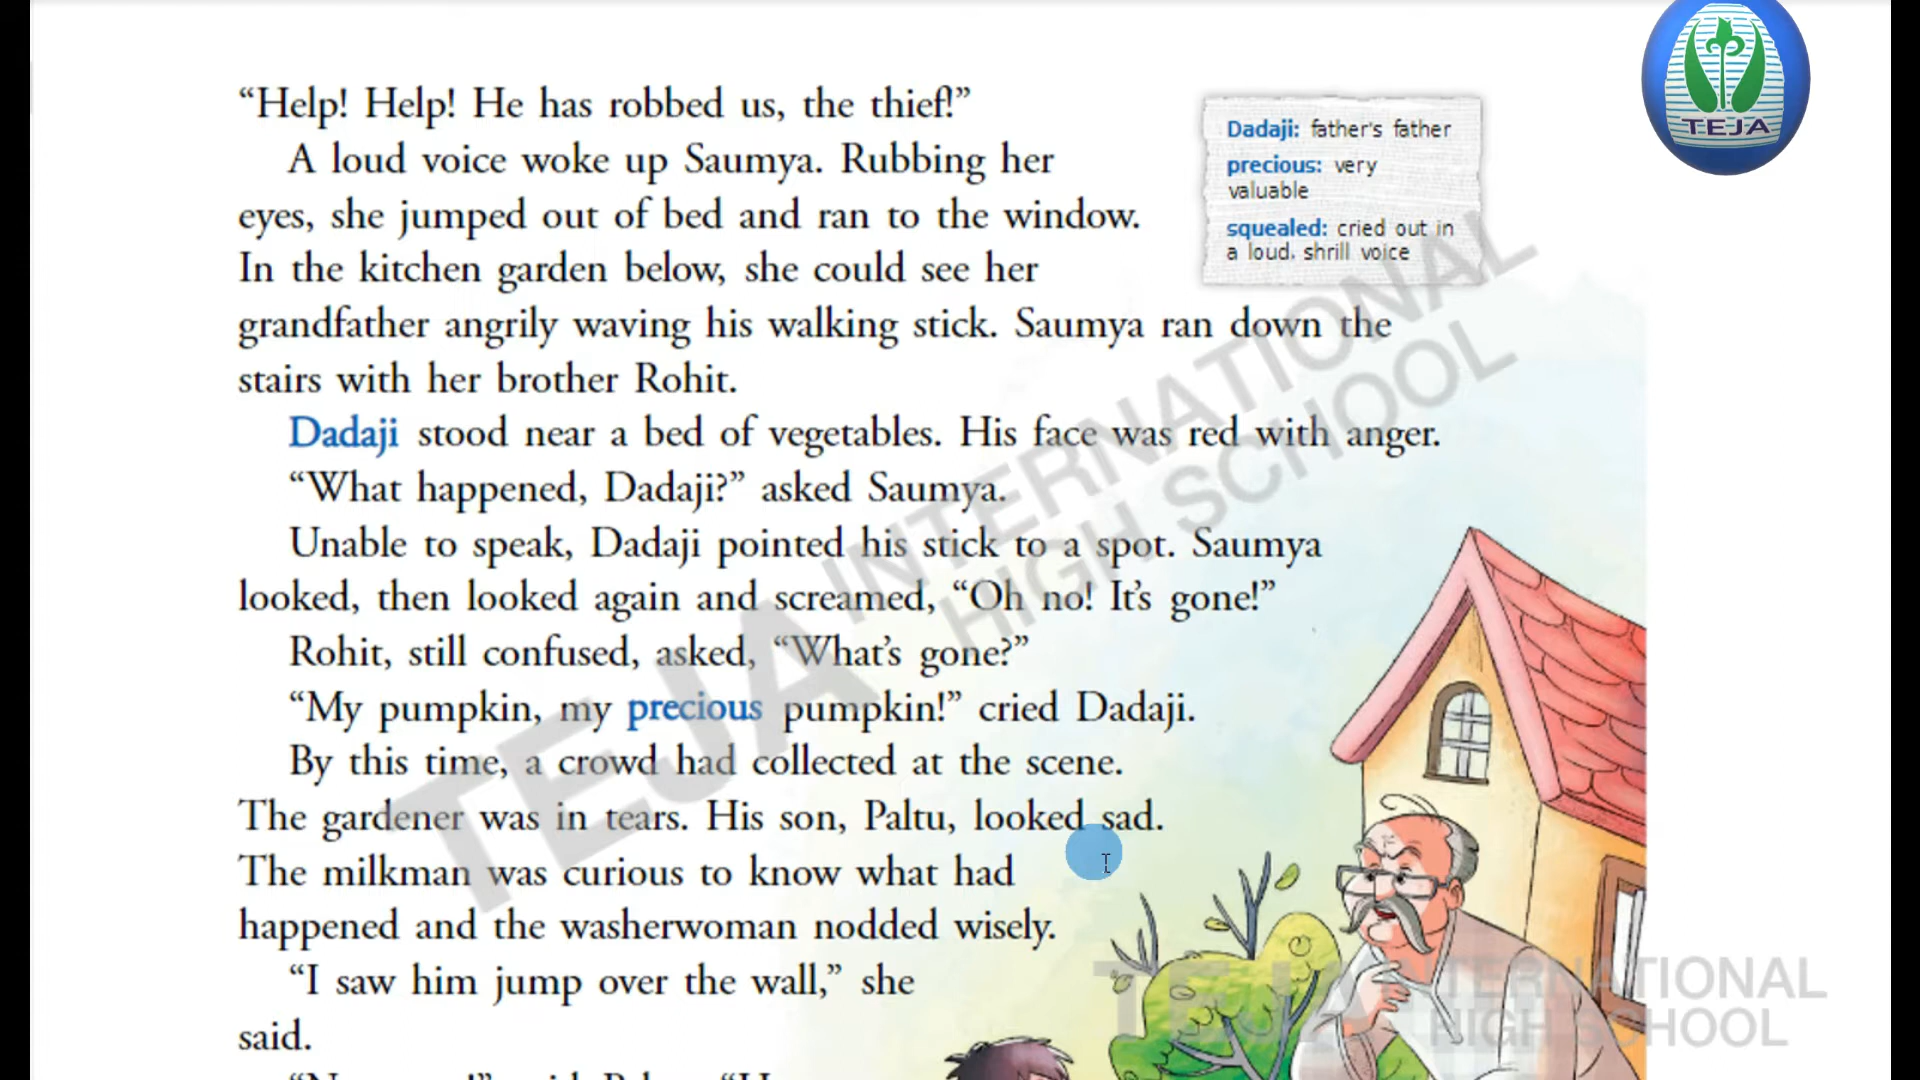 “Help! Help! He has robbed us, the thief!”
A loud voice woke up Saumya. Rubbing her
eyes, she jumped out of bed and ran to the window.
In the kitchen garden below, she could see her
grandfather angrily waving his walking stick. Saumya ran down the
stairs with her brother Rohit.
Dadaji stood near a bed of vegetables. His face was red with anger.
“What happened, Dadaji?” asked Saumya.
Unable to speak, Dadaji pointed his stick to a spot. Saumya
looked, then looked again and screamed, “Oh no! It’s gone!”
Rohit, still confused, asked, “What’s gone?”
“My pumpkin, my precious pumpkin!” cried Dadaji.
By this time, a crowd had collected at the scene.
The gardener was in tears. His son, Paltu, looked sad.
The milkman was curious to know what had
happened and the washerwoman nodded wisely.
“I saw him jump over the wall,” she
said.
Dadaji: father's father
precious: very
valuable
squealed: cried out in
a loud, shrill voice
TEJA
TEJA INTERNATIONAL
HIGH SCHOOL
TEJA INTERNATIONAL
HIGH SCHOOL